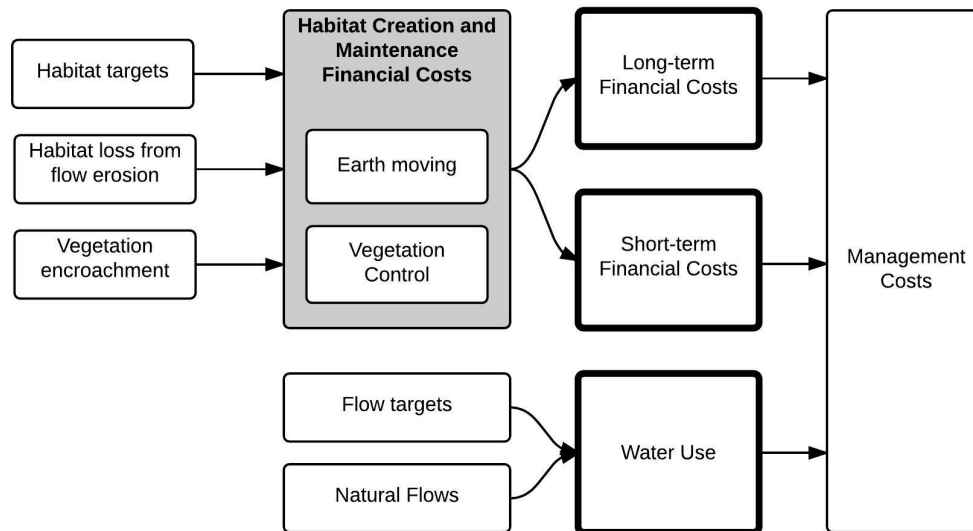 Habitat targets
Habitat loss from
flow erosion
Vegetation
encroachment
Habitat Creation and
Maintenance
Financial Costs
Earth moving
Vegetation
Control
Flow targets
Natural Flows
Long-term
Financial Costs
Short-term
Financial Costs
Water Use
Management
Costs